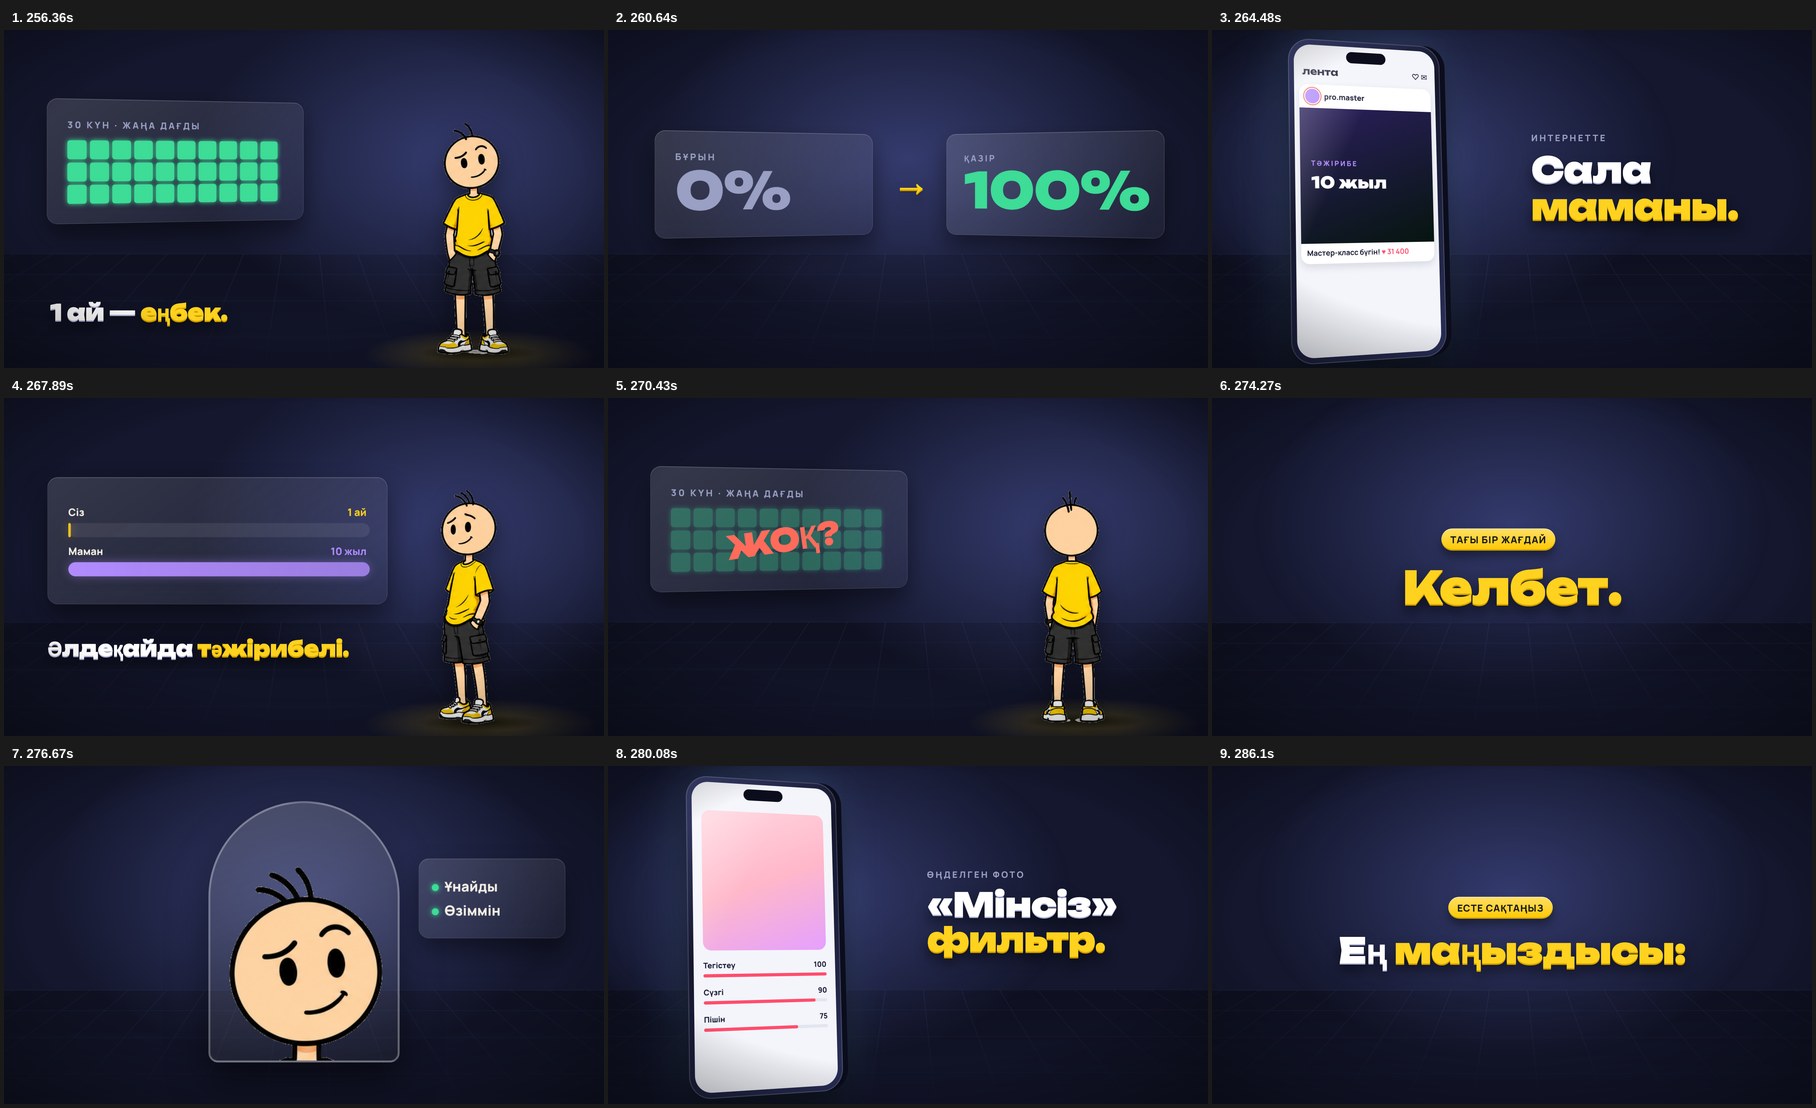 1. 256.36s
30 КҮН · ЖАҢА ДАҒДЫ
1 ай — еңбек.
2. 260.64s
БҰРЫН
0%
→
ҚАЗІР
100%
3. 264.48s
лента
pro.master
ТӘЖІРИБЕ
10 жыл
Мастер-класс бүгін! ♥ 31 400
ИНТЕРНЕТТЕ
Сала
маманы.
4. 267.89s
Сіз 1 ай
Маман 10 жыл
Әлдеқайда тәжірибелі.
5. 270.43s
30 КҮН · ЖАҢА ДАҒДЫ
ЖОҚ?
6. 274.27s
ТАҒЫ БІР ЖАҒДАЙ
Келбет.
7. 276.67s
Ұнайды
Өзіммін
8. 280.08s
Тегістеу 100
Сүзгі 90
Пішін 75
ӨҢДЕЛГЕН ФОТО
«Мінсіз»
фильтр.
9. 286.1s
ЕСТЕ САҚТАҢЫЗ
Ең маңыздысы: